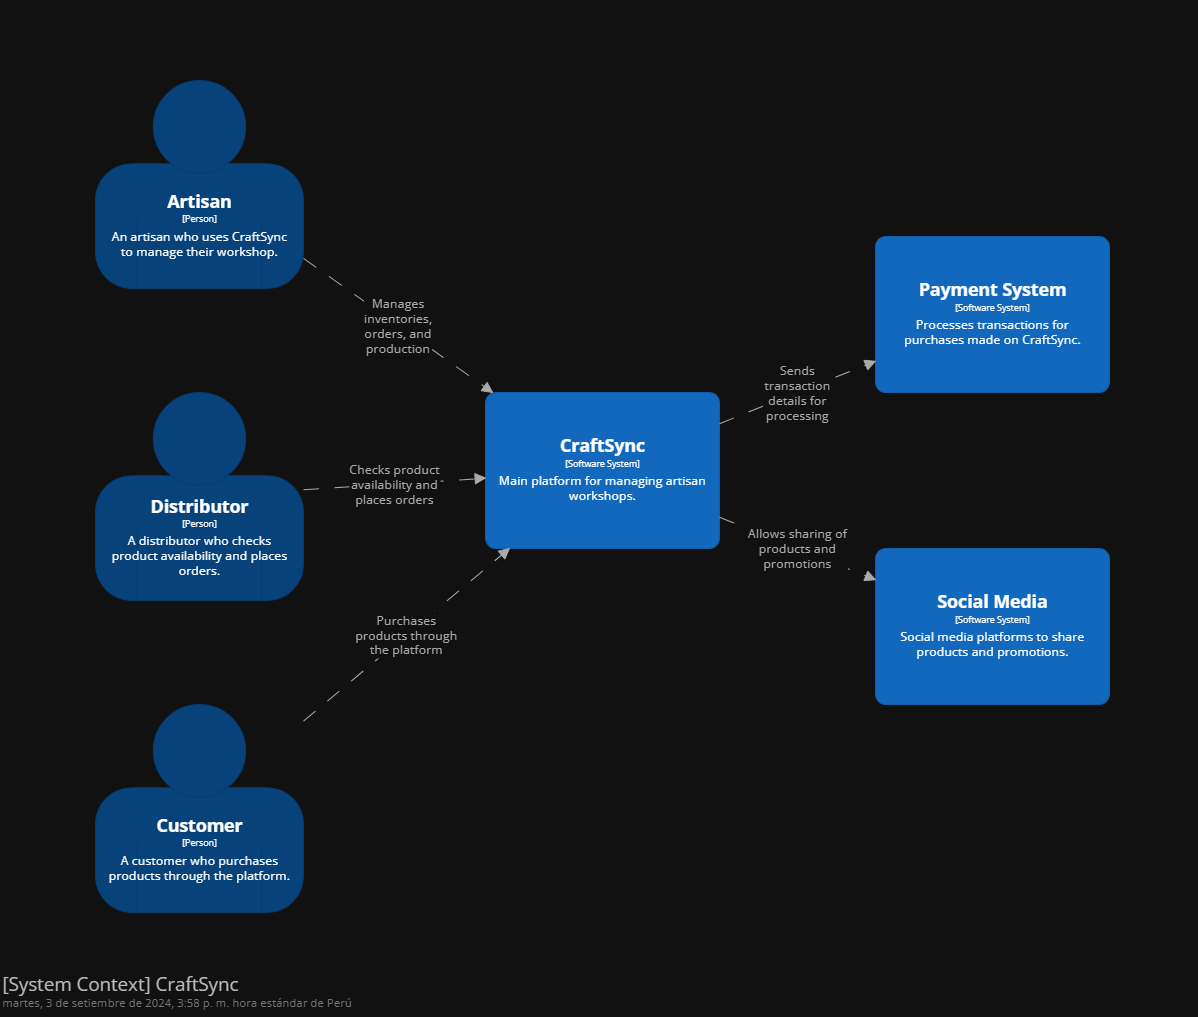 Artisan
[Person]
An artisan who uses CraftSync
to manage their workshop.
Manages
inventories,
orders, and
production
Distributor
[Person]
A distributor who checks
product availability and places
orders.
Checks product
availability and
places orders
Customer
[Person]
A customer who purchases
products through the platform.
Purchases
products through
the platform
CraftSync
[Software System]
Main platform for managing artisan
workshops.
Sends
transaction
details for
processing
Payment System
[Software System]
Processes transactions for
purchases made on CraftSync.
Allows sharing of
products and
promotions
Social Media
[Software System]
Social media platforms to share
products and promotions.
[System Context] CraftSync
martes, 3 de setiembre de 2024, 3:58 p. m. hora estándar de Perú